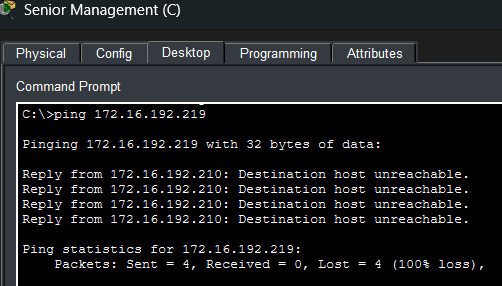 Senior Management (C)
Physical Config Desktop Programming Attributes
Command Prompt
C:\>ping 172.16.192.219
Pinging 172.16.192.219 with 32 bytes of data:
Reply from 172.16.192.210: Destination host unreachable.
Reply from 172.16.192.210: Destination host unreachable.
Reply from 172.16.192.210: Destination host unreachable.
Reply from 172.16.192.210: Destination host unreachable.
Ping statistics for 172.16.192.219:
Packets: Sent = 4, Received = 0, Lost = 4 (100% loss),